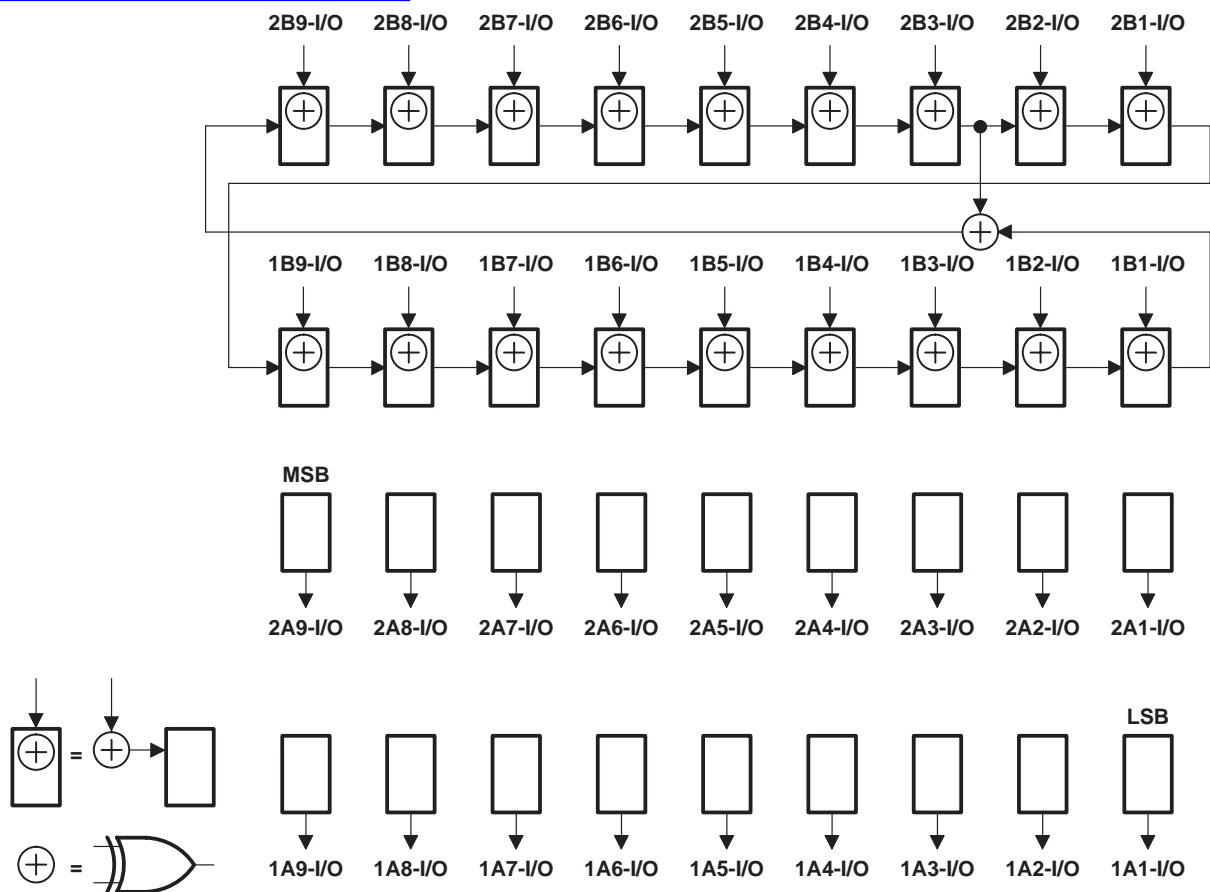 2B9-I/O 2B8-I/O 2B7-I/O 2B6-I/O 2B5-I/O 2B4-I/O 2B3-I/O 2B2-I/O 2B1-I/O
1B9-I/O 1B8-I/O 1B7-I/O 1B6-I/O 1B5-I/O 1B4-I/O 1B3-I/O 1B2-I/O 1B1-I/O
MSB
2A9-I/O 2A8-I/O 2A7-I/O 2A6-I/O 2A5-I/O 2A4-I/O 2A3-I/O 2A2-I/O 2A1-I/O
LSB
=
=
1A9-I/O 1A8-I/O 1A7-I/O 1A6-I/O 1A5-I/O 1A4-I/O 1A3-I/O 1A2-I/O 1A1-I/O